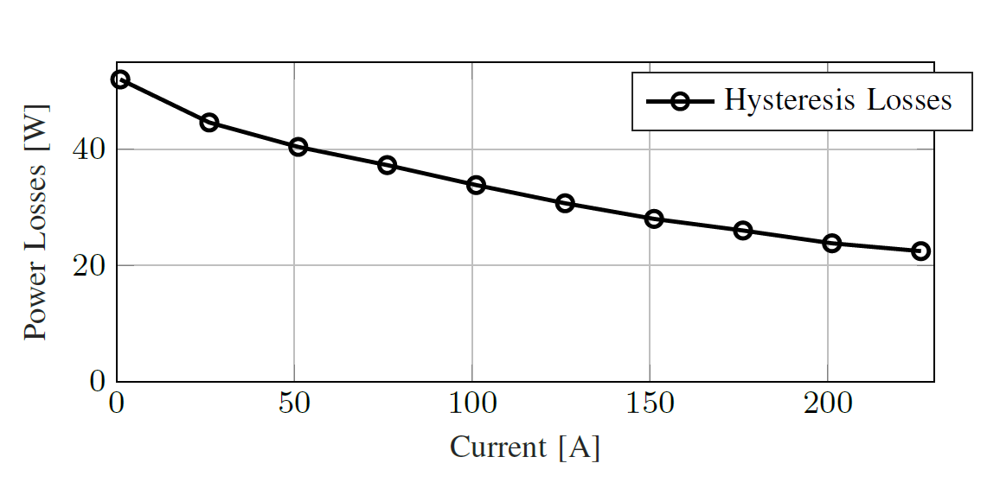 Hysteresis Losses
Power Losses [W]
40
20
0
0 50 100 150 200
Current [A]